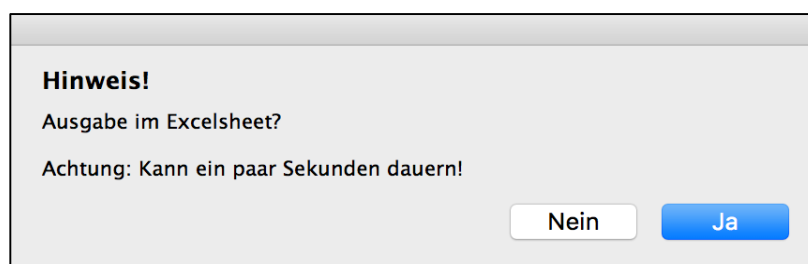 Hinweis!
Ausgabe im Excelsheet?
Achtung: Kann ein paar Sekunden dauern!
Nein Ja